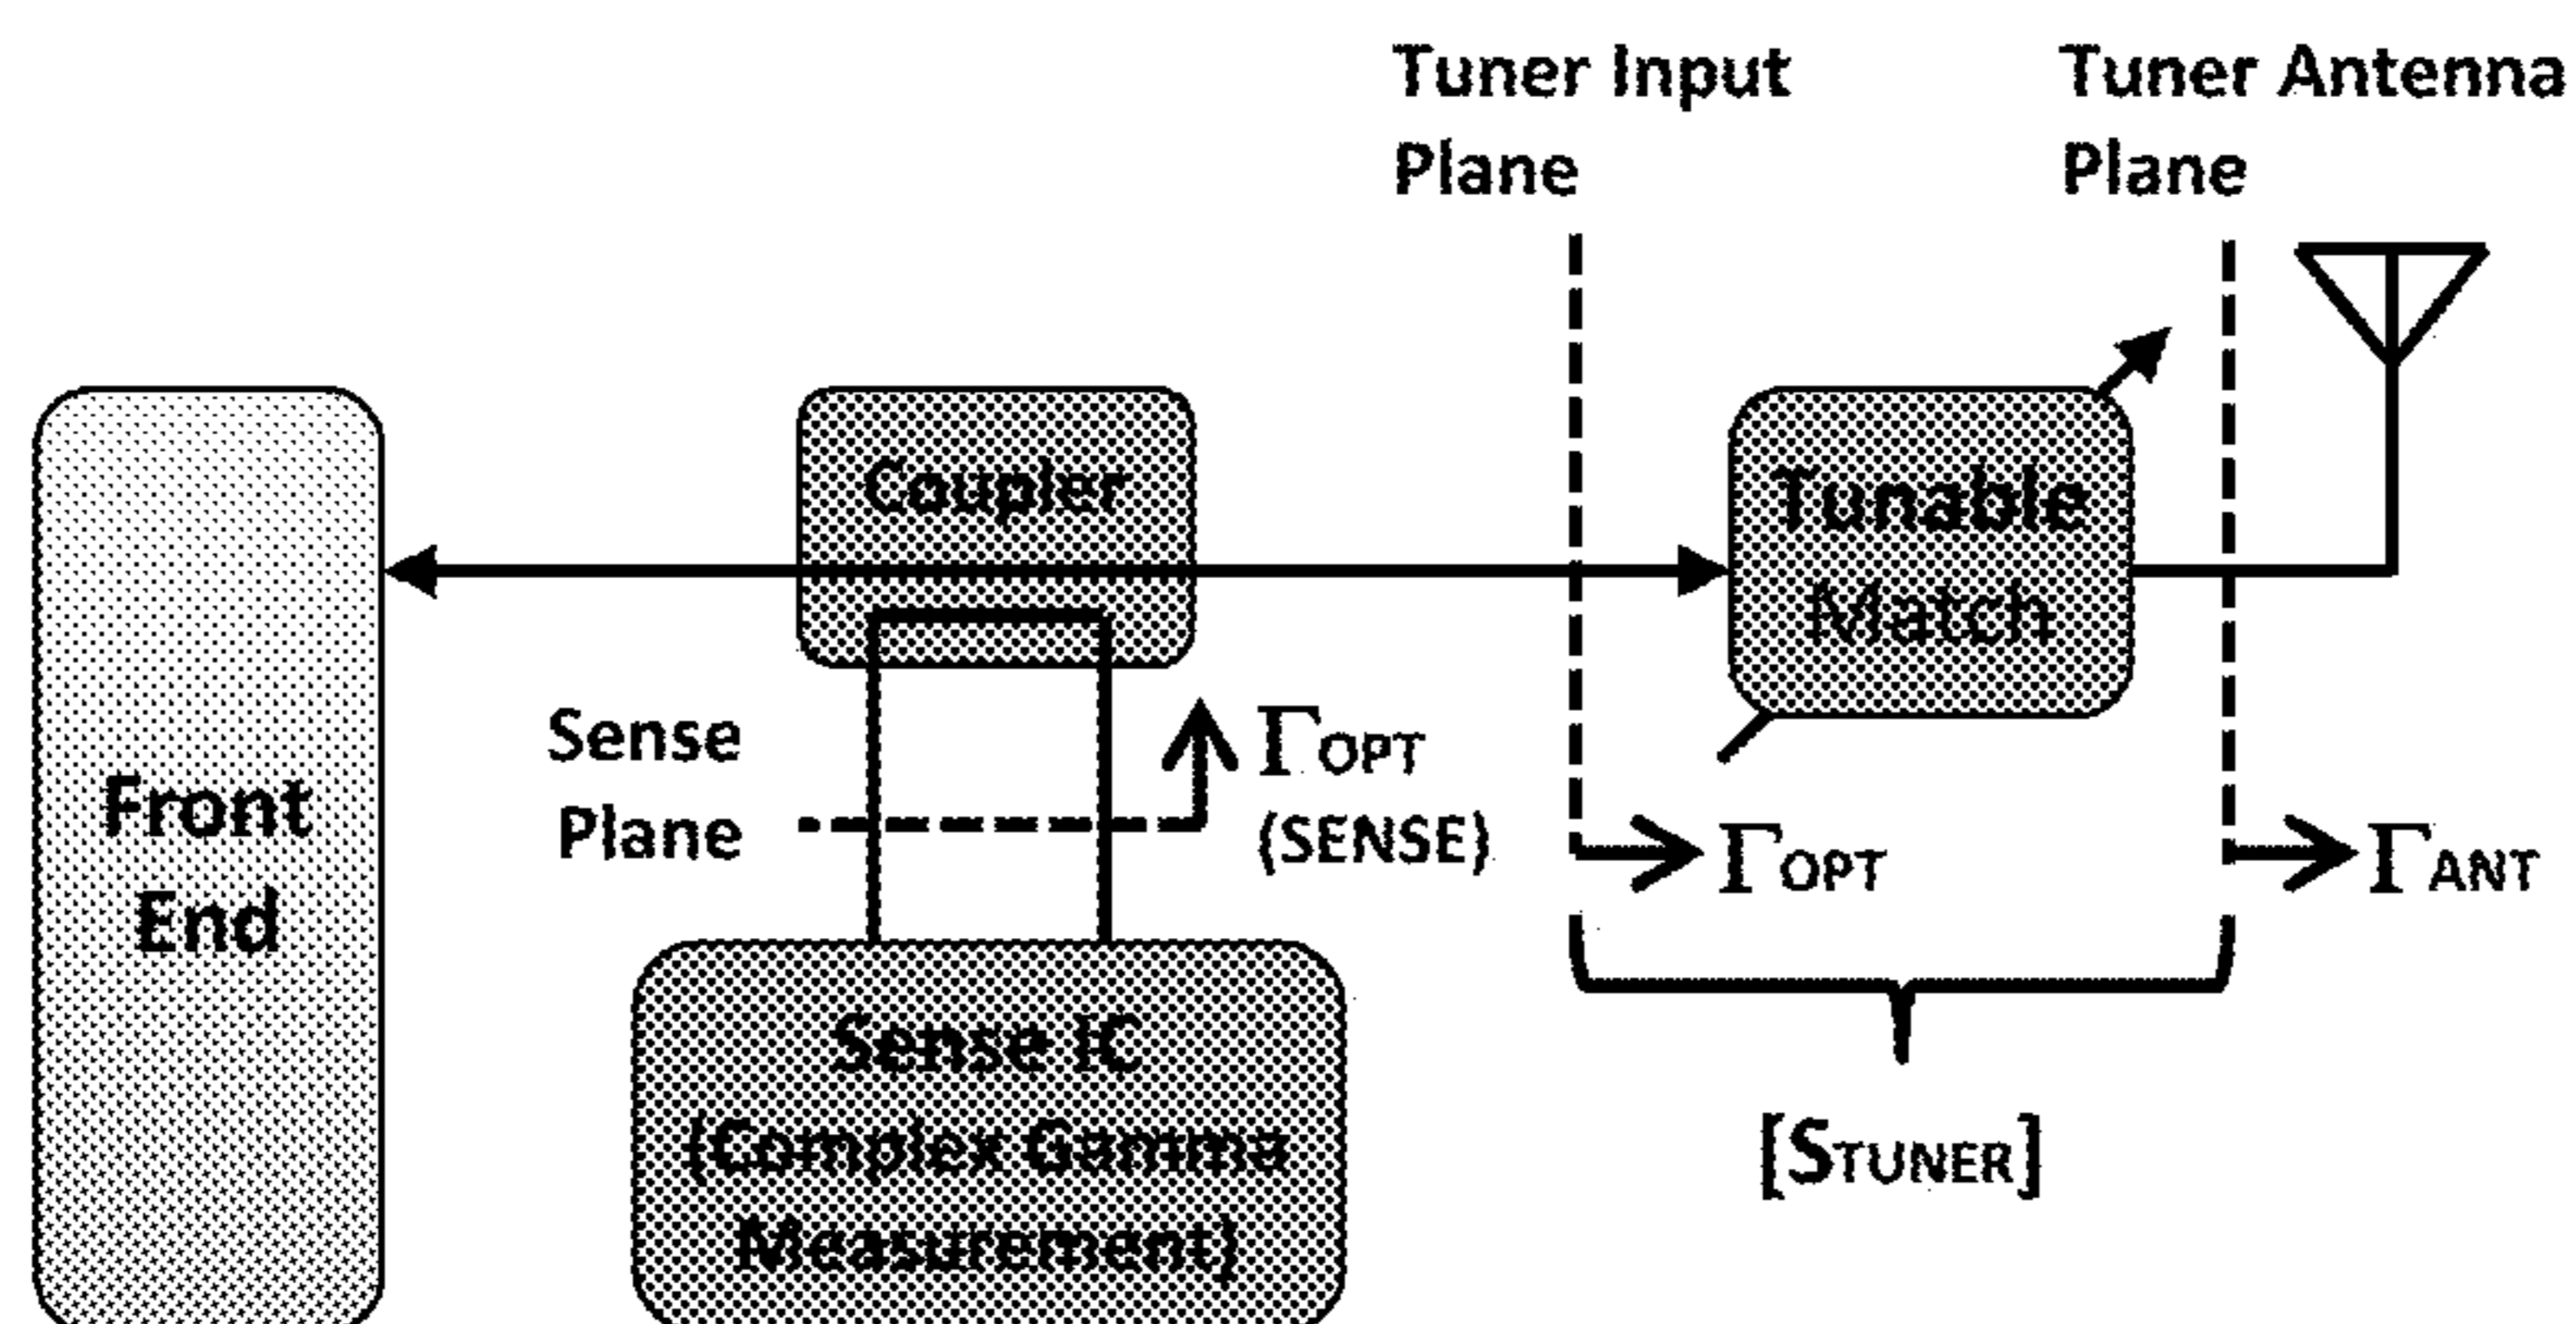 Tuner Input
Plane
Tuner Antenna
Plane
Coupler
Tunable
Match
Sense
Plane
ΓOPT
(SENSE)
Front
End
ΓOPT
ΓANT
Sense IC
(Complex Gamma
Measurement)
[STUNER]